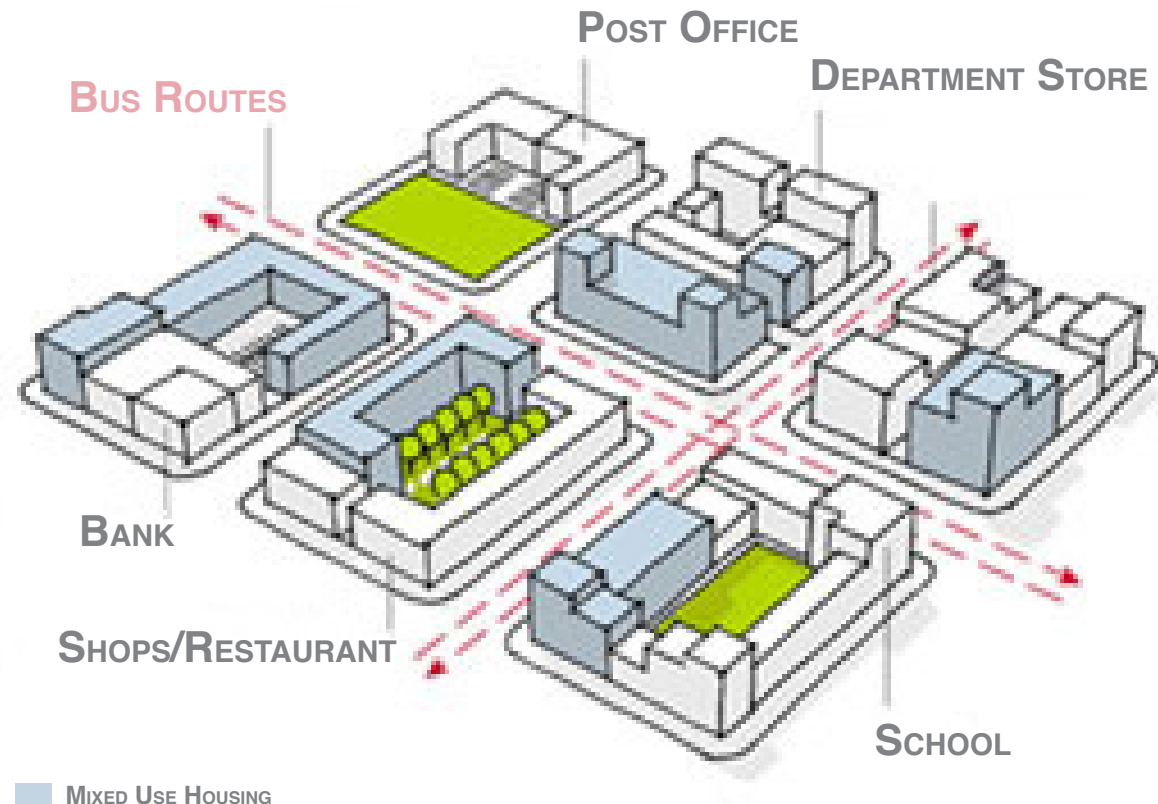 Post Office
Department Store
Bus Routes
Bank
Shops/Restaurant
School
Mixed Use Housing